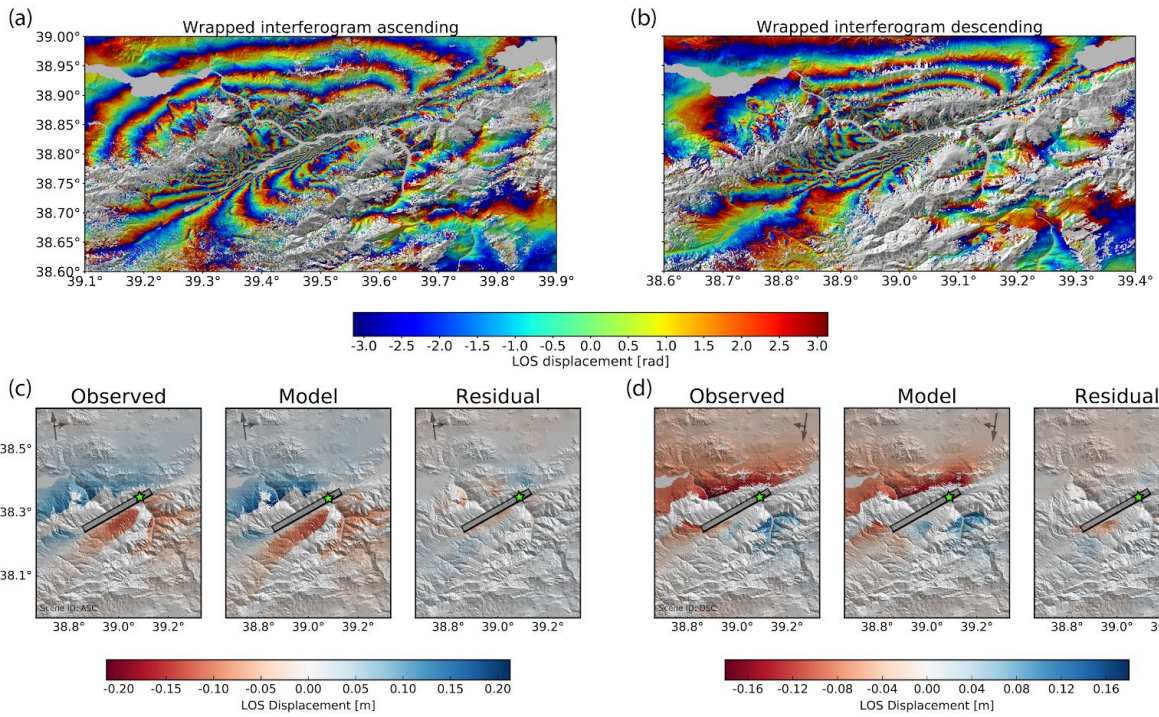 (a)
Wrapped interferogram ascending
39.00°
38.95°
38.90°
38.85°
38.80°
38.75°
38.70°
38.65°
38.60°
39.1° 39.2° 39.3° 39.4° 39.5° 39.6° 39.7° 39.8° 39.9°
(b)
Wrapped interferogram descending
38.6° 38.7° 38.8° 38.9° 39.0° 39.1° 39.2° 39.3° 39.4°
-3.0 -2.5 -2.0 -1.0 0.0 1.0 2.0 2.5 3.0
LOS displacement [rad]
(c)
Observed Model Residual
38.5°
38.3°
38.1°
Scene ID: ASC
38.8° 39.0° 39.2° 38.8° 39.0° 39.2° 38.8° 39.0° 39.2°
-0.20 -0.15 -0.10 -0.05 0.00 0.05 0.10 0.15 0.20
LOS Displacement [m]
(d)
Observed Model Residual
Scene ID: DSC
38.8° 39.0° 39.2° 38.8° 39.0° 39.2° 38.8° 39.0° 39
-0.16 -0.12 -0.08 -0.04 0.00 0.04 0.08 0.12 0.16
LOS Displacement [m]